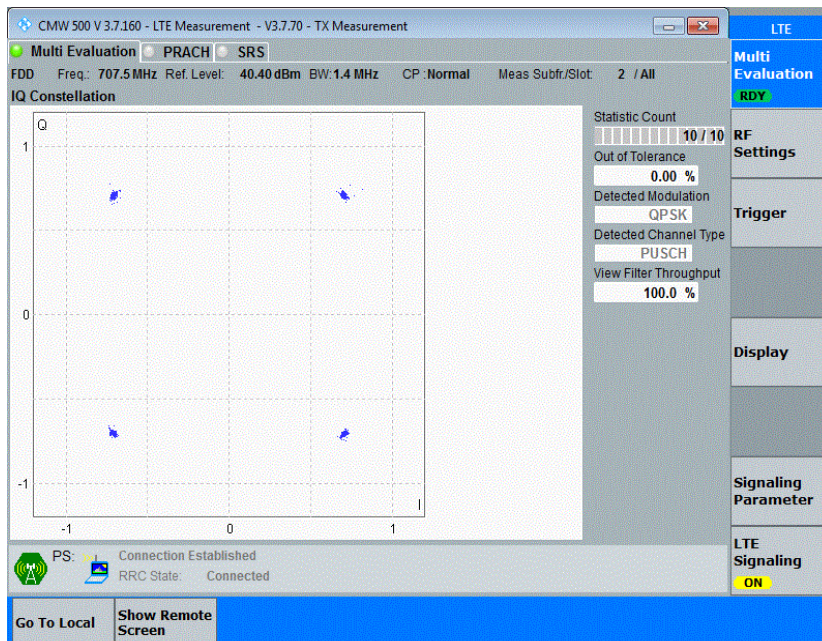 CMW 500 V 3.7.160 - LTE Measurement - V3.7.70 - TX Measurement
LTE
Multi Evaluation PRACH SRS
Multi
Evaluation
RDY
FDD Freq.: 707.5 MHz Ref. Level: 40.40 dBm BW: 1.4 MHz CP : Normal Meas Subfr./Slot: 2 / All
IQ Constellation
Q
1
0
-1
I
-1 0 1
Statistic Count
10 / 10
Out of Tolerance
0.00 %
Detected Modulation
QPSK
Detected Channel Type
PUSCH
View Filter Throughput
100.0 %
RF
Settings
Trigger
Display
Signaling
Parameter
LTE
Signaling
ON
PS: Connection Established
RRC State: Connected
Go To Local
Show Remote
Screen